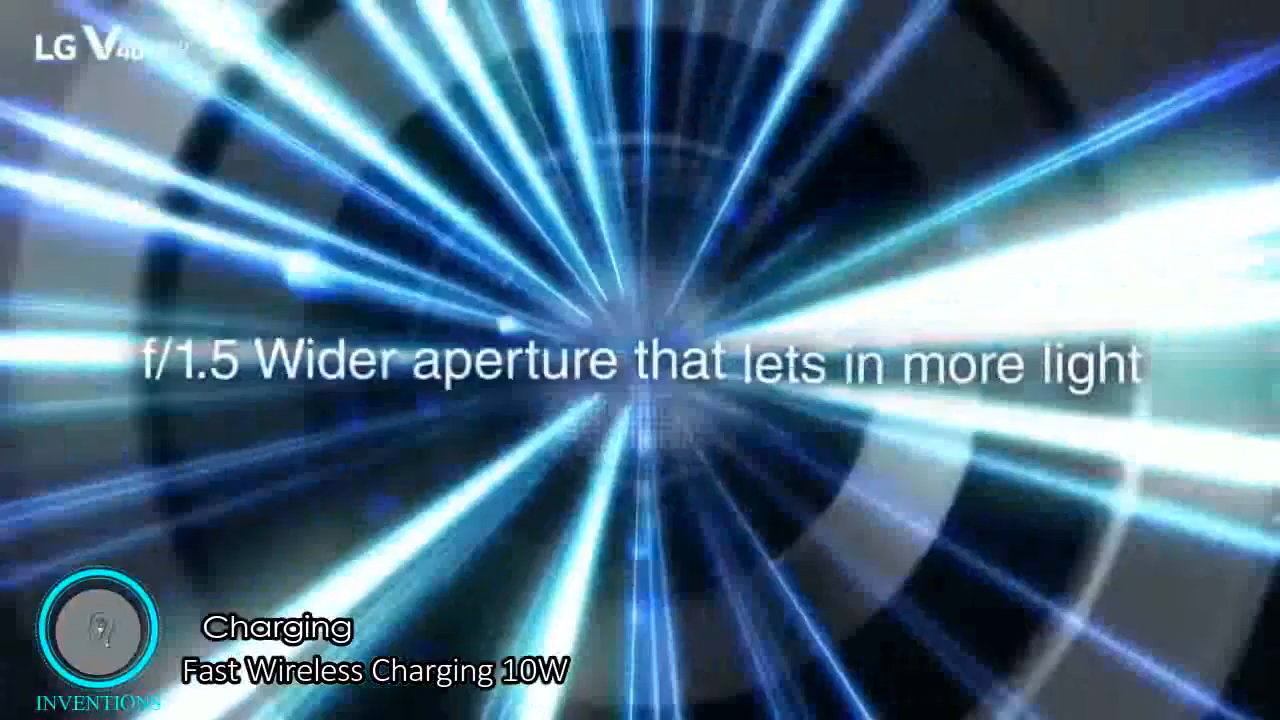 LG V40
f/1.5 Wider aperture that lets in more light
Charging
Fast Wireless Charging 10W
INVENTIONS